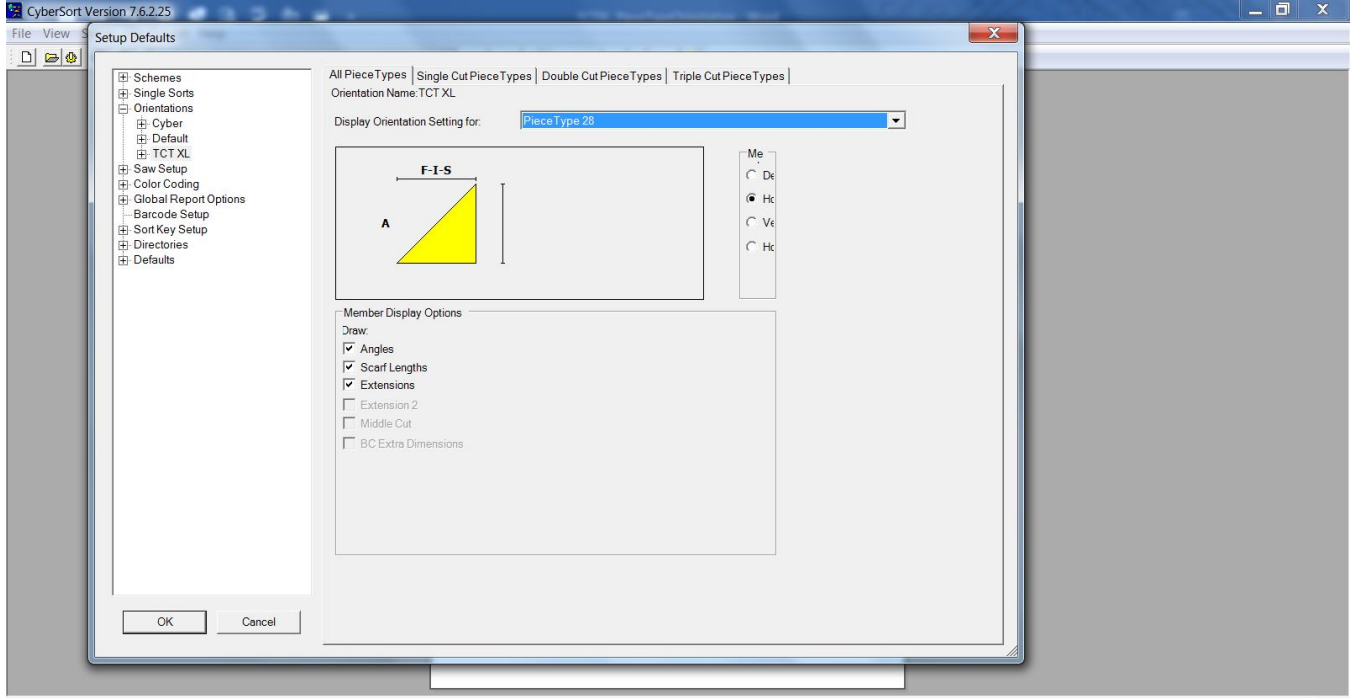 CyberSort Version 7.6.2.25
File View S
Setup Defaults
X
X
Schemes
Single Sorts
Orientations
Cyber
Default
TCT XL
Saw Setup
Color Coding
Global Report Options
Barcode Setup
Sort Key Setup
Directories
Defaults
OK Cancel
All PieceTypes Single Cut PieceTypes Double Cut PieceTypes Triple Cut PieceTypes
Orientation Name:TCT XL
Display Orientation Setting for: PieceType 28
F-I-S
A
Me
De
Ho
Ve
Ho
Member Display Options
Draw:
Angles
Scarf Lengths
Extensions
Extension 2
Middle Cut
BC Extra Dimensions